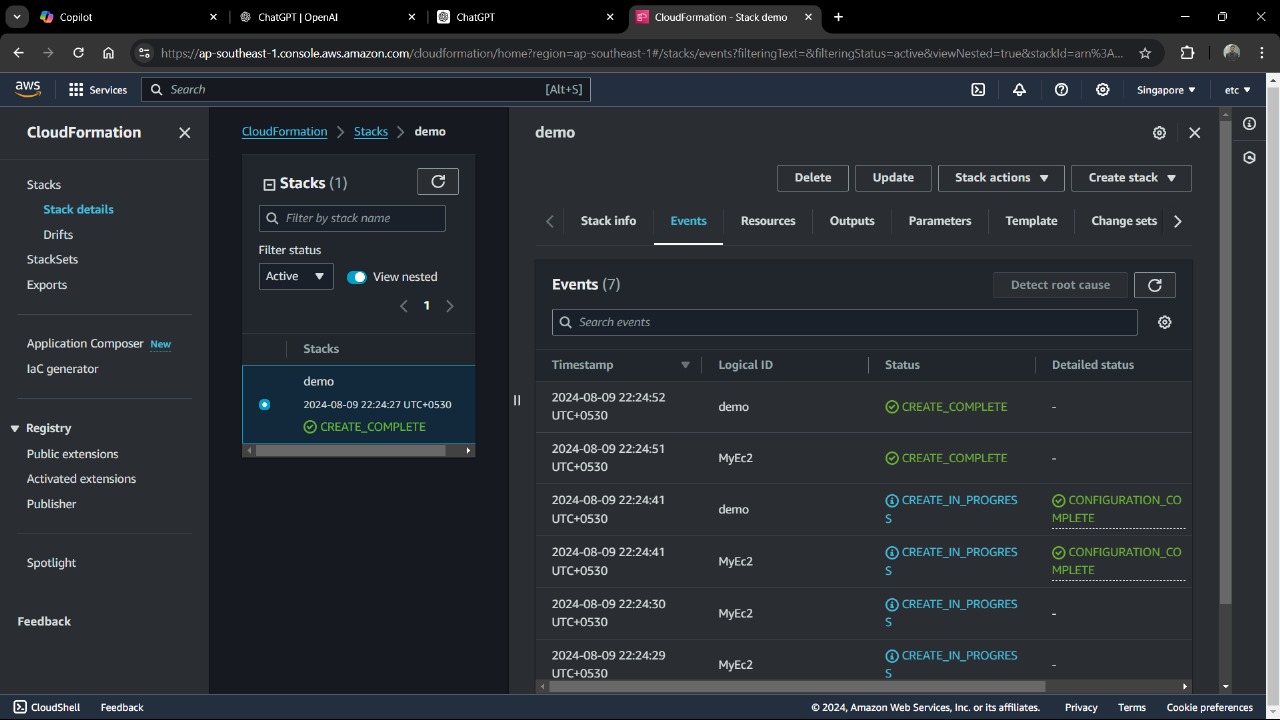 Copilot
ChatGPT | OpenAI
ChatGPT
CloudFormation - Stack demo
https://ap-southeast-1.console.aws.amazon.com/cloudformation/home?region=ap-southeast-1#/stacks/events?filteringText=&filteringStatus=active&viewNested=true&stackId=arn%3A...
aws
Services
Search
[Alt+S]
Singapore
etc
CloudFormation
Stacks
Stack details
Drifts
StackSets
Exports
Application Composer New
IaC generator
Registry
Public extensions
Activated extensions
Publisher
Spotlight
Feedback
CloudFormation > Stacks > demo
Stacks (1)
Filter by stack name
Filter status
Active
View nested
1
Stacks
demo
2024-08-09 22:24:27 UTC+0530
CREATE_COMPLETE
demo
Delete
Update
Stack actions
Create stack
Stack info
Events
Resources
Outputs
Parameters
Template
Change sets
Events (7)
Detect root cause
Search events
Timestamp
Logical ID
Status
Detailed status
2024-08-09 22:24:52
UTC+0530
demo
CREATE_COMPLETE
-
2024-08-09 22:24:51
UTC+0530
MyEc2
CREATE_COMPLETE
-
2024-08-09 22:24:41
UTC+0530
demo
CREATE_IN_PROGRES
S
CONFIGURATION_CO
MPLETE
2024-08-09 22:24:41
UTC+0530
MyEc2
CREATE_IN_PROGRES
S
CONFIGURATION_CO
MPLETE
2024-08-09 22:24:30
UTC+0530
MyEc2
CREATE_IN_PROGRES
S
-
2024-08-09 22:24:29
UTC+0530
MyEc2
CREATE_IN_PROGRES
S
-
CloudShell
Feedback
© 2024, Amazon Web Services, Inc. or its affiliates.
Privacy
Terms
Cookie preferences